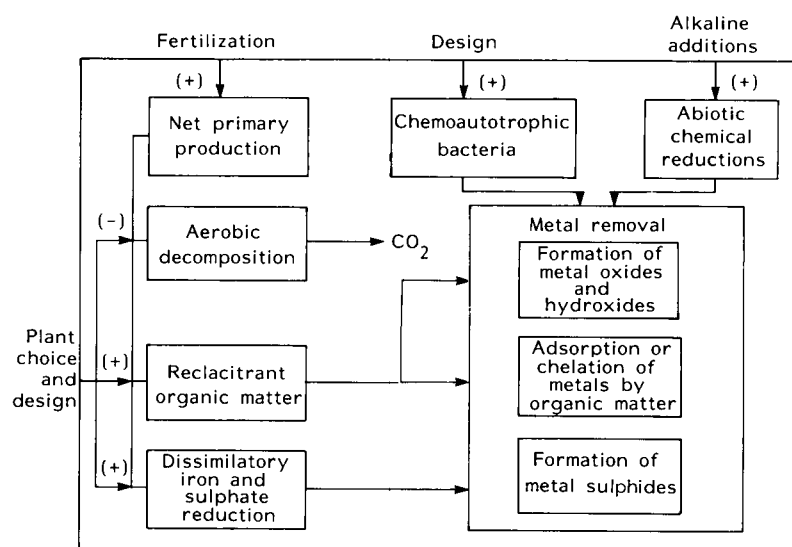 Fertilization
Design
Alkaline
additions
(+)
(+)
(+)
Net primary
production
Chemoautotrophic
bacteria
Abiotic
chemical
reductions
(-)
Aerobic
decomposition
CO2
Metal removal
Formation of
metal oxides
and
hydroxides
Plant
choice
and
design
(+)
Reclacitrant
organic matter
Adsorption or
chelation of
metals by
organic matter
(+)
Dissimilatory
iron and
sulphate
reduction
Formation of
metal sulphides